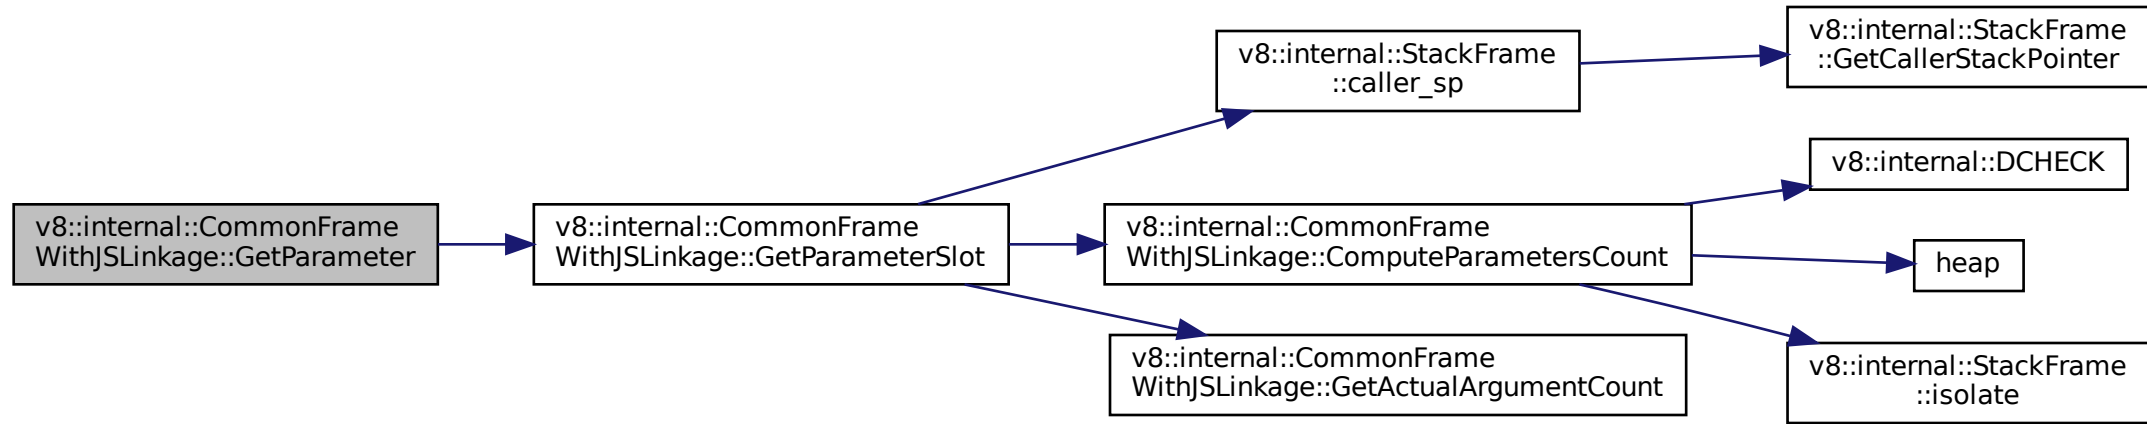 v8::internal::CommonFrame
WithJSLinkage::GetParameter
v8::internal::CommonFrame
WithJSLinkage::GetParameterSlot
v8::internal::StackFrame
::caller_sp
v8::internal::StackFrame
::GetCallerStackPointer
v8::internal::CommonFrame
WithJSLinkage::ComputeParametersCount
v8::internal::DCHECK
heap
v8::internal::StackFrame
::isolate
v8::internal::CommonFrame
WithJSLinkage::GetActualArgumentCount